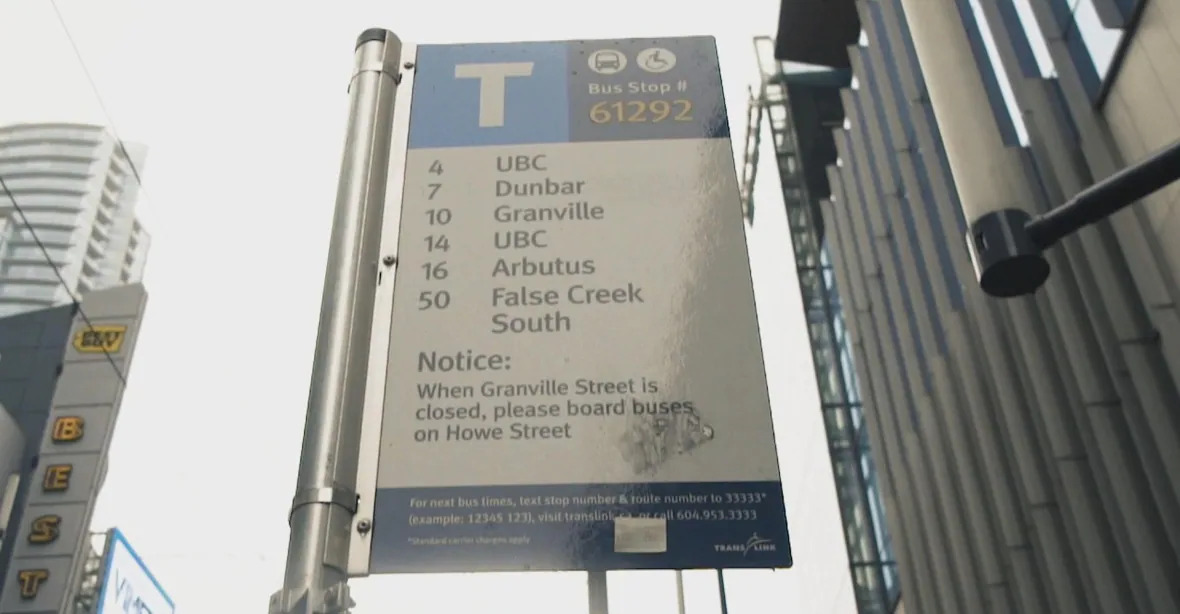 T
Bus Stop #
61292
4 UBC
7 Dunbar
10 Granville
14 UBC
16 Arbutus
50 False Creek
South
Notice:
When Granville Street is
closed, please board buses
on Howe Street
For next bus times, text stop number & route number to 33333*
(example: 12345 123), visit translink.ca or call 604.953.3333
*Standard carrier charges apply
TRANSLINK
BEST
BUY
B
E
S
T